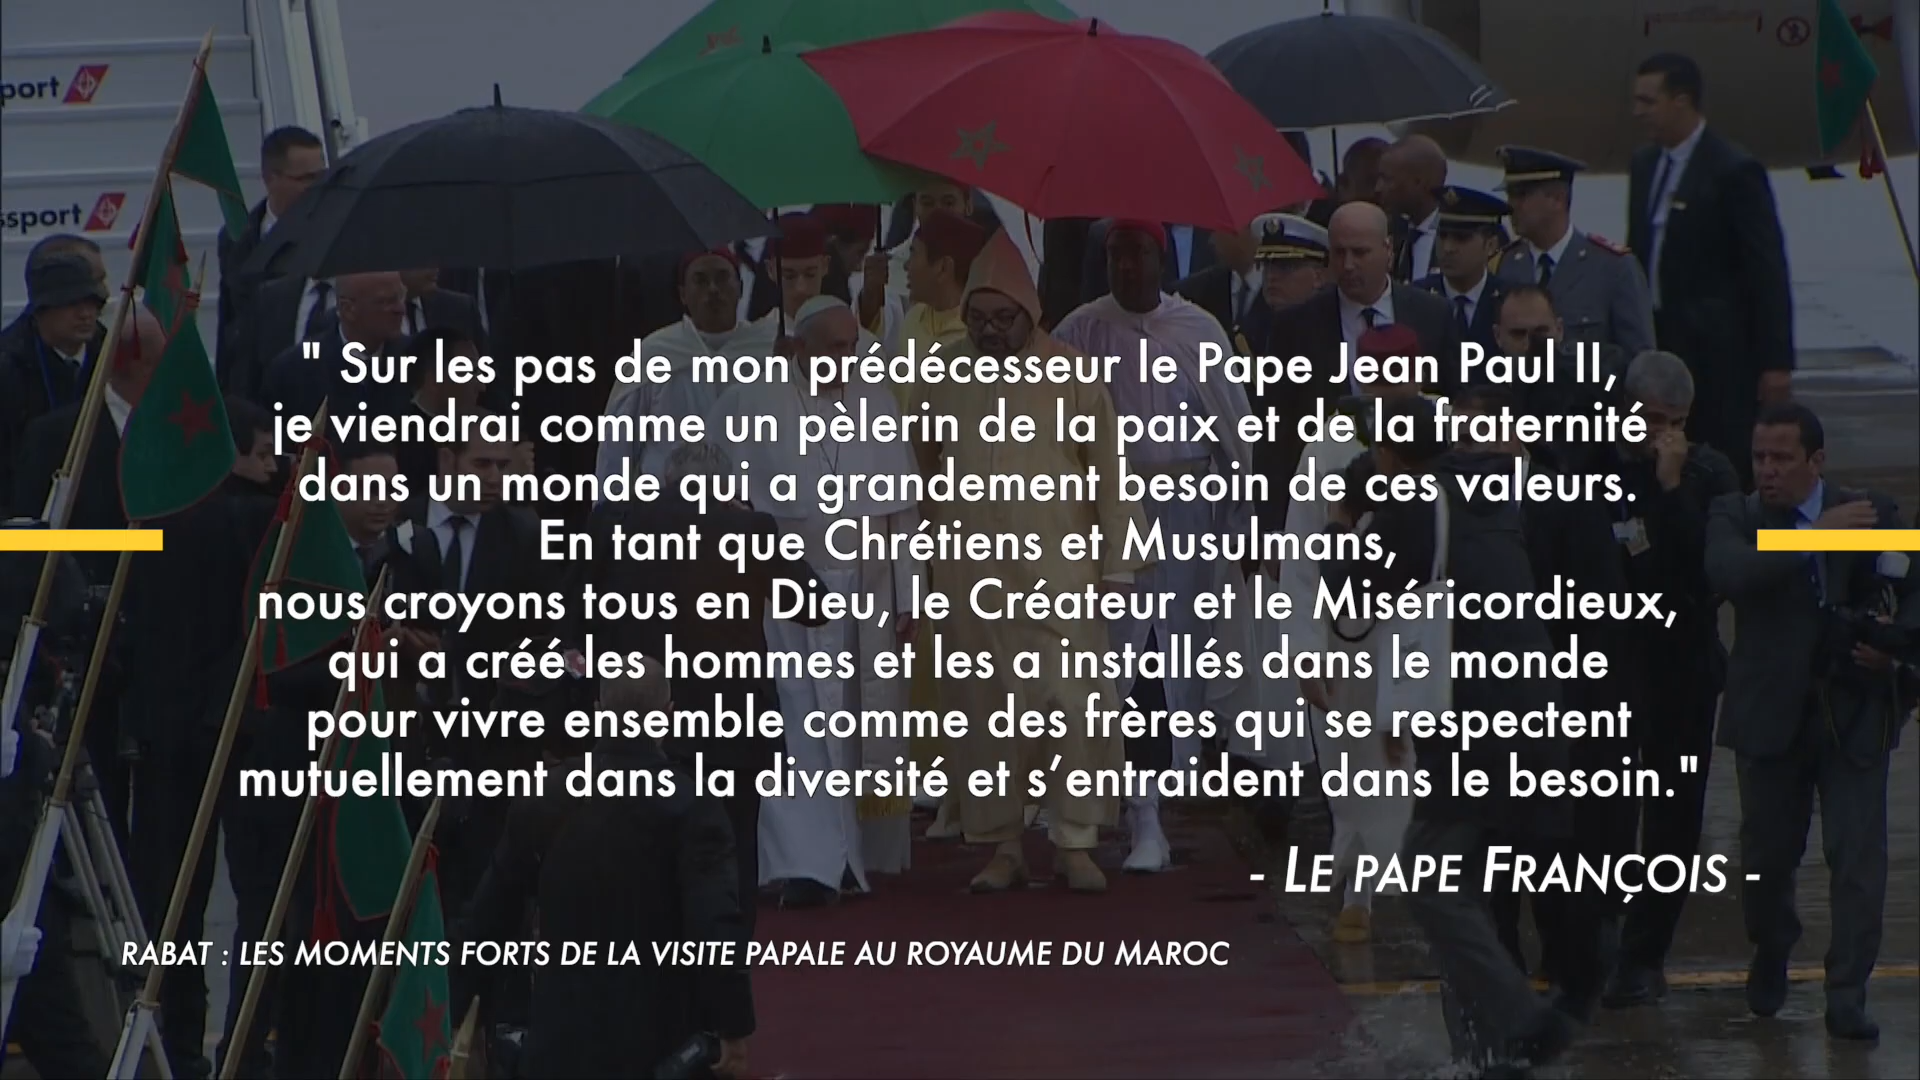 port
ssport
" Sur les pas de mon prédécesseur le Pape Jean Paul II,
je viendrai comme un pèlerin de la paix et de la fraternité
dans un monde qui a grandement besoin de ces valeurs.
En tant que Chrétiens et Musulmans,
nous croyons tous en Dieu, le Créateur et le Miséricordieux,
qui a créé les hommes et les a installés dans le monde
pour vivre ensemble comme des frères qui se respectent
mutuellement dans la diversité et s’entraident dans le besoin."
- LE PAPE FRANÇOIS -
RABAT : LES MOMENTS FORTS DE LA VISITE PAPALE AU ROYAUME DU MAROC